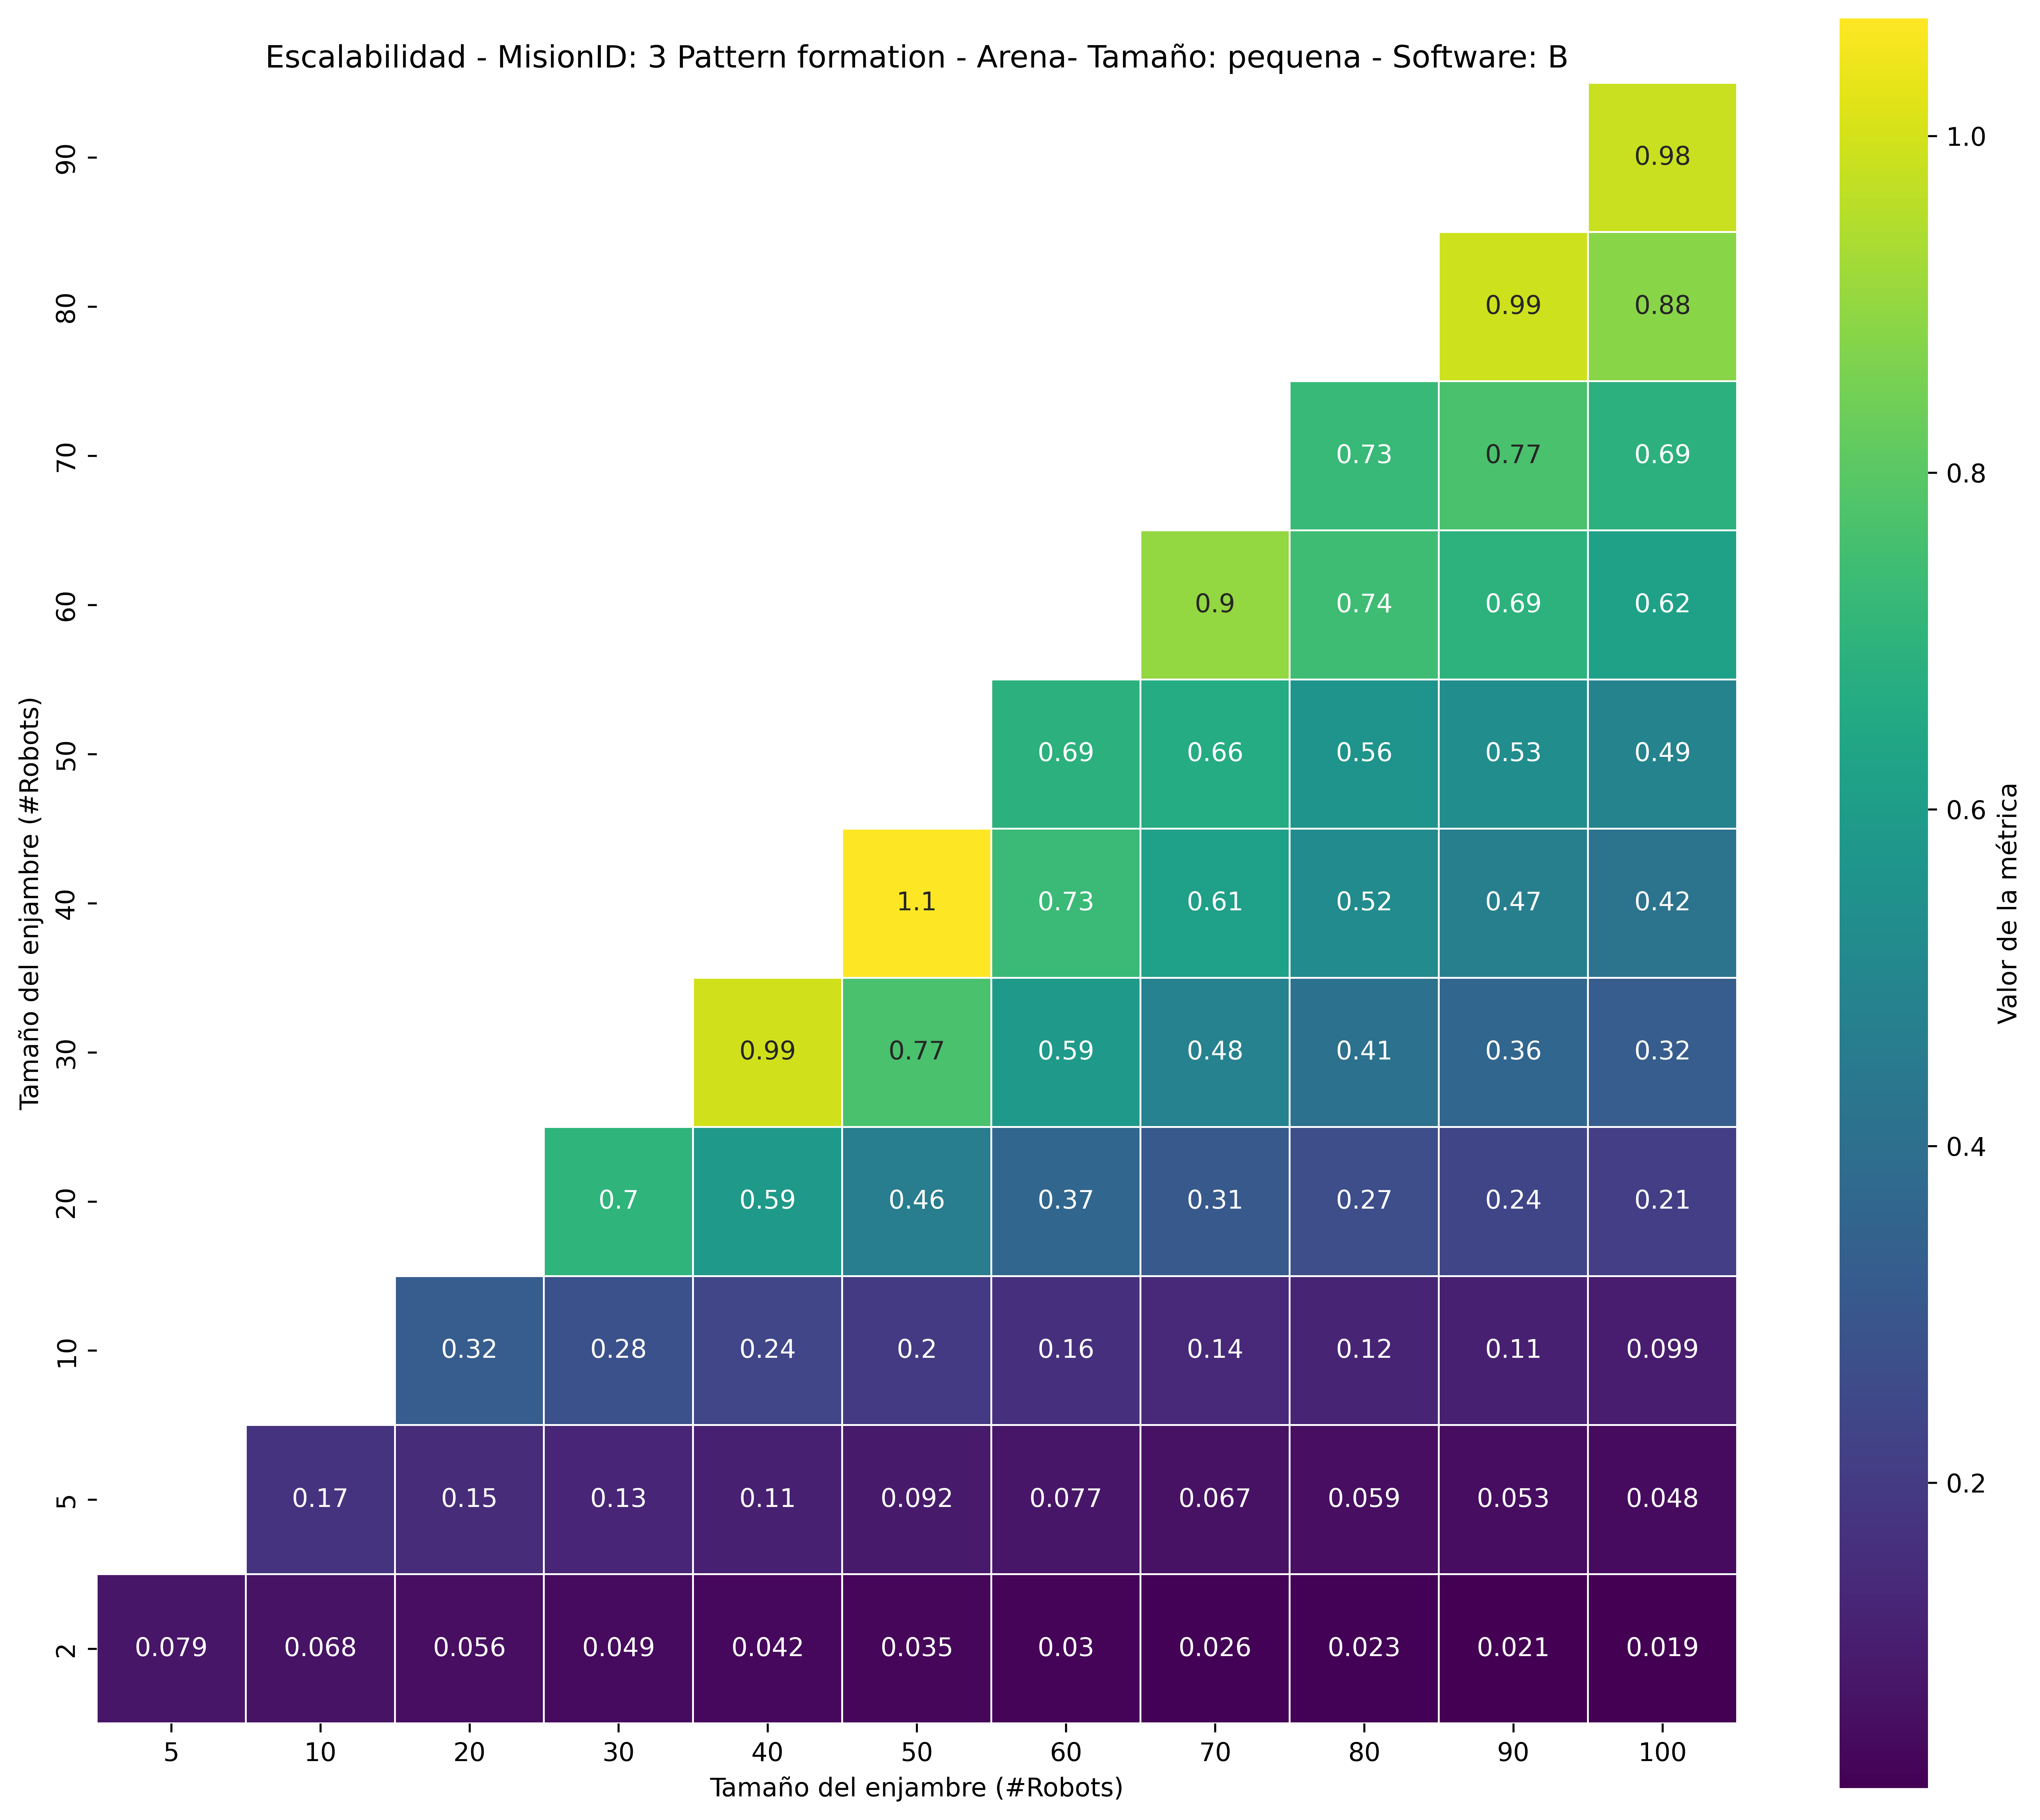 Escalabilidad - MisionID: 3 Pattern formation - Arena- Tamaño: pequena - Software: B
90 0.98
80 0.99 0.88
70 0.73 0.77 0.69
60 0.9 0.74 0.69 0.62
50 0.69 0.66 0.56 0.53 0.49
40 1.1 0.73 0.61 0.52 0.47 0.42
30 0.99 0.77 0.59 0.48 0.41 0.36 0.32
20 0.7 0.59 0.46 0.37 0.31 0.27 0.24 0.21
10 0.32 0.28 0.24 0.2 0.16 0.14 0.12 0.11 0.099
5 0.17 0.15 0.13 0.11 0.092 0.077 0.067 0.059 0.053 0.048
2 0.079 0.068 0.056 0.049 0.042 0.035 0.03 0.026 0.023 0.021 0.019
5 10 20 30 40 50 60 70 80 90 100
Tamaño del enjambre (#Robots)
Tamaño del enjambre (#Robots)
1.0
0.8
0.6
0.4
0.2
Valor de la métrica